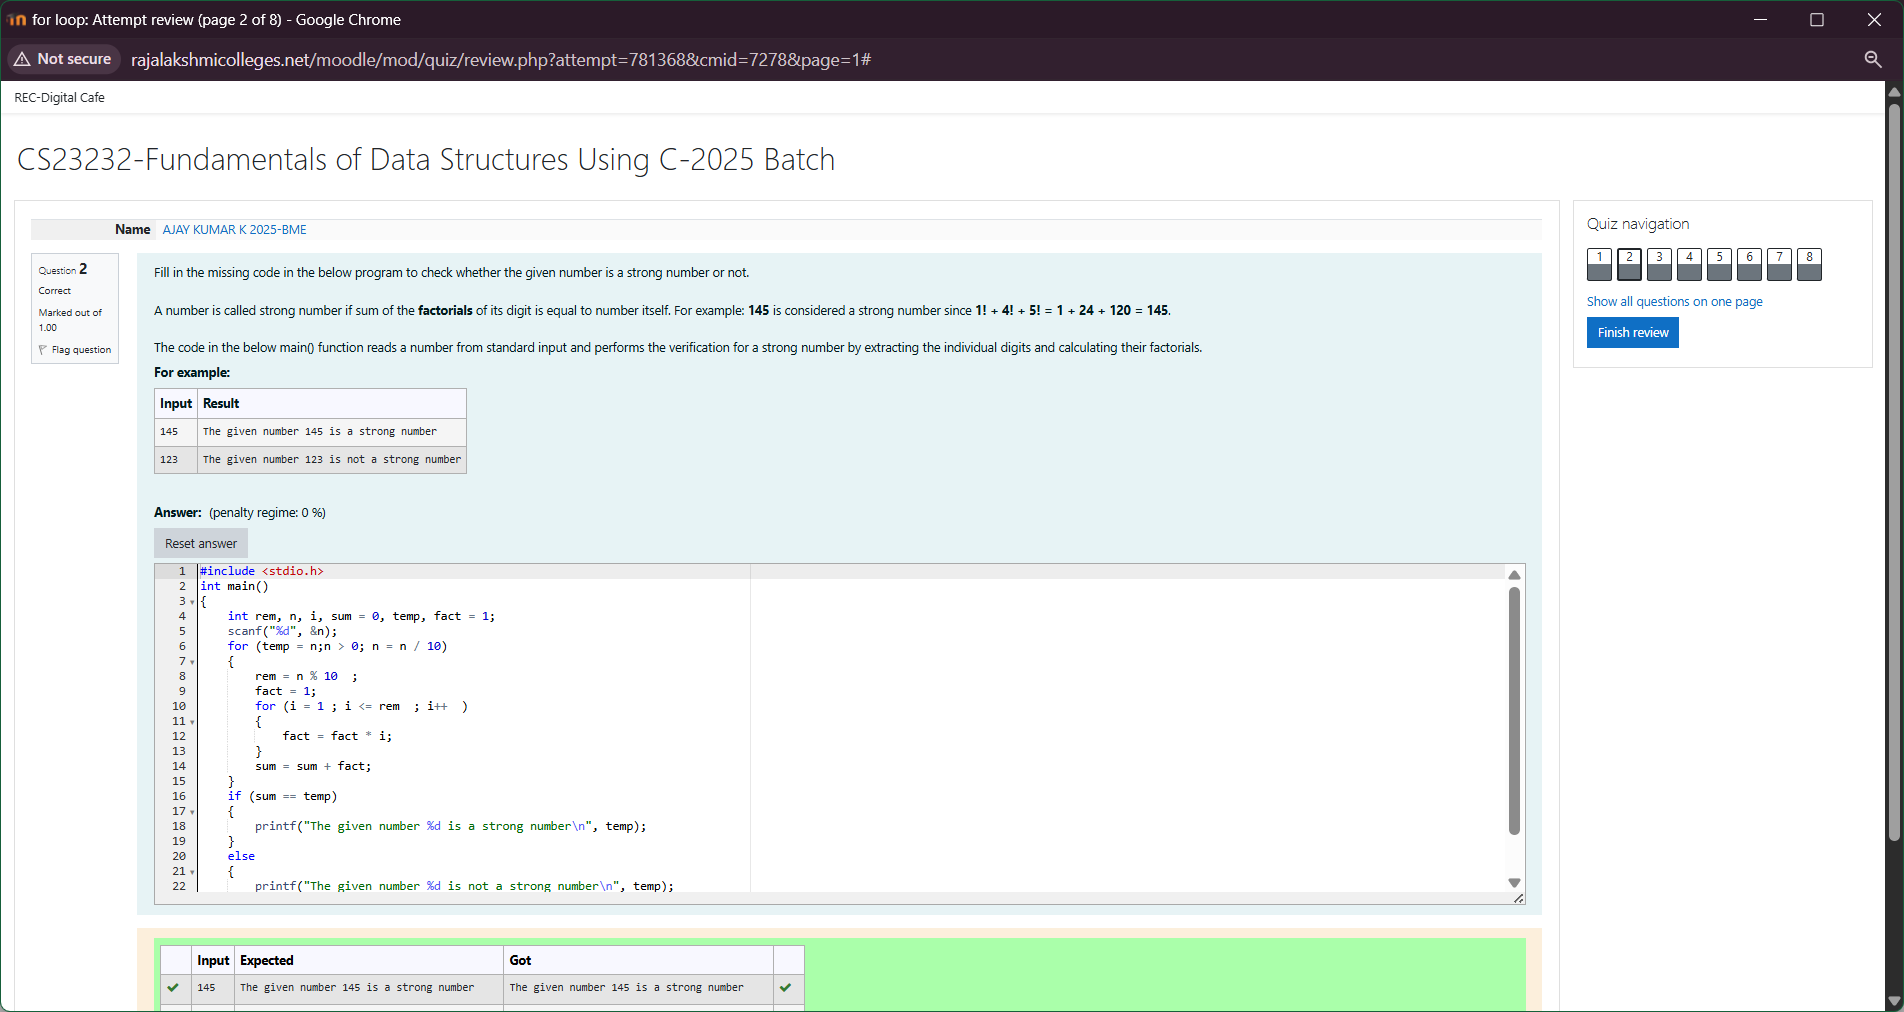 for loop: Attempt review (page 2 of 8) - Google Chrome
Not secure
rajalakshmicolleges.net/moodle/mod/quiz/review.php?attempt=781368&cmid=7278&page=1#
REC-Digital Cafe
CS23232-Fundamentals of Data Structures Using C-2025 Batch
Name AJAY KUMAR K 2025-BME
Question 2
Correct
Marked out of
1.00
Flag question
Fill in the missing code in the below program to check whether the given number is a strong number or not.
A number is called strong number if sum of the factorials of its digit is equal to number itself. For example: 145 is considered a strong number since 1! + 4! + 5! = 1 + 24 + 120 = 145.
The code in the below main() function reads a number from standard input and performs the verification for a strong number by extracting the individual digits and calculating their factorials.
For example:
Input Result
145 The given number 145 is a strong number
123 The given number 123 is not a strong number
Answer: (penalty regime: 0 %)
Reset answer
1 #include <stdio.h>
2 int main()
3 {
4 int rem, n, i, sum = 0, temp, fact = 1;
5 scanf("%d", &n);
6 for (temp = n;n > 0; n = n / 10)
7 {
8 rem = n % 10 ;
9 fact = 1;
10 for (i = 1 ; i <= rem ; i++ )
11 {
12 fact = fact * i;
13 }
14 sum = sum + fact;
15 }
16 if (sum == temp)
17 {
18 printf("The given number %d is a strong number\n", temp);
19 }
20 else
21 {
22 printf("The given number %d is not a strong number\n", temp);
Input Expected Got
145 The given number 145 is a strong number The given number 145 is a strong number
Quiz navigation
1 2 3 4 5 6 7 8
Show all questions on one page
Finish review